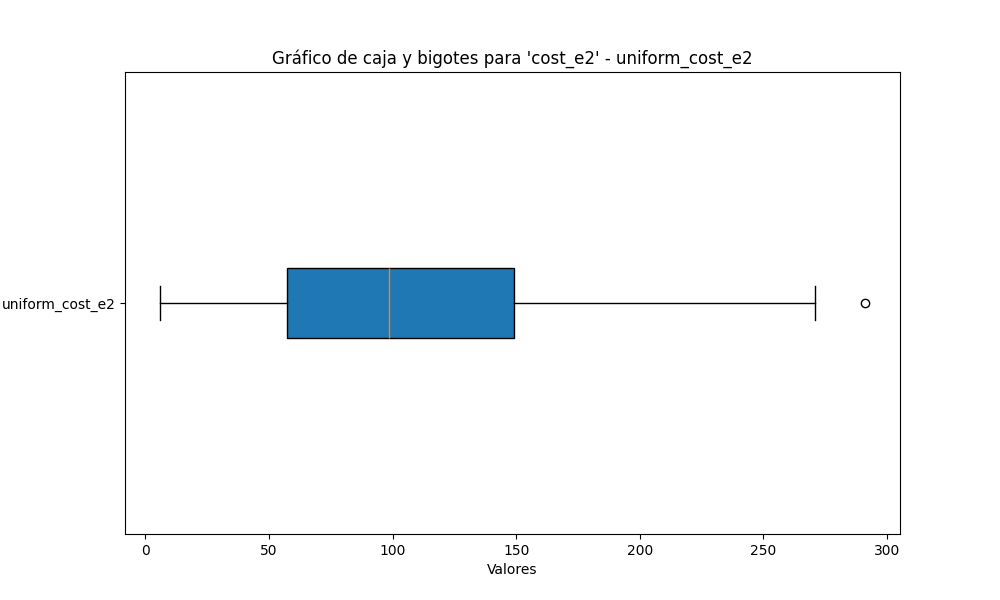 Gráfico de caja y bigotes para 'cost_e2' - uniform_cost_e2
uniform_cost_e2
0 50 100 150 200 250 300
Valores